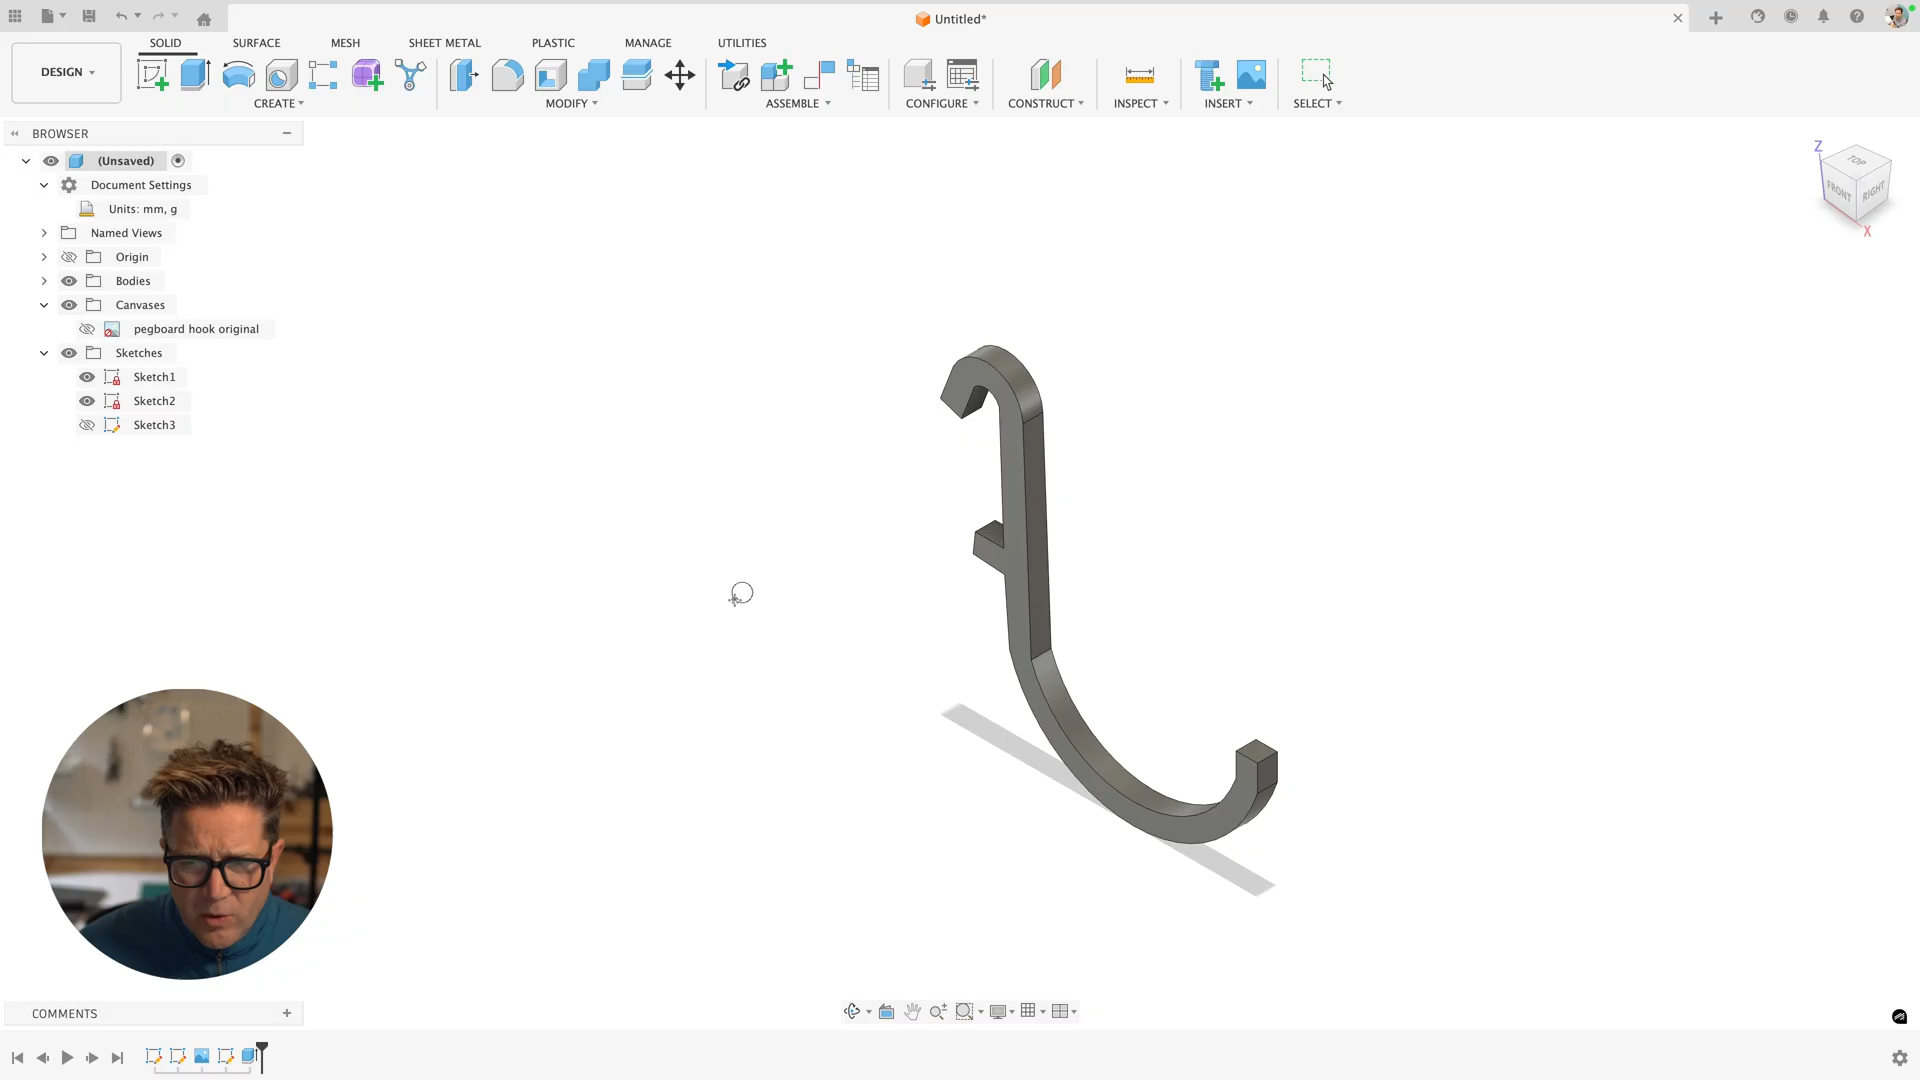 Untitled*
DESIGN
SOLID
SURFACE
MESH
SHEET METAL
PLASTIC
MANAGE
UTILITIES
CREATE
MODIFY
ASSEMBLE
CONFIGURE
CONSTRUCT
INSPECT
INSERT
SELECT
BROWSER
(Unsaved)
Document Settings
Units: mm, g
Named Views
Origin
Bodies
Canvases
pegboard hook original
Sketches
Sketch1
Sketch2
Sketch3
Z
TOP
FRONT
RIGHT
X
COMMENTS